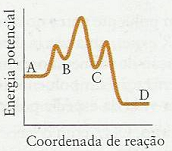 Energia potencial
A
B
C
D
Coordenada de reação